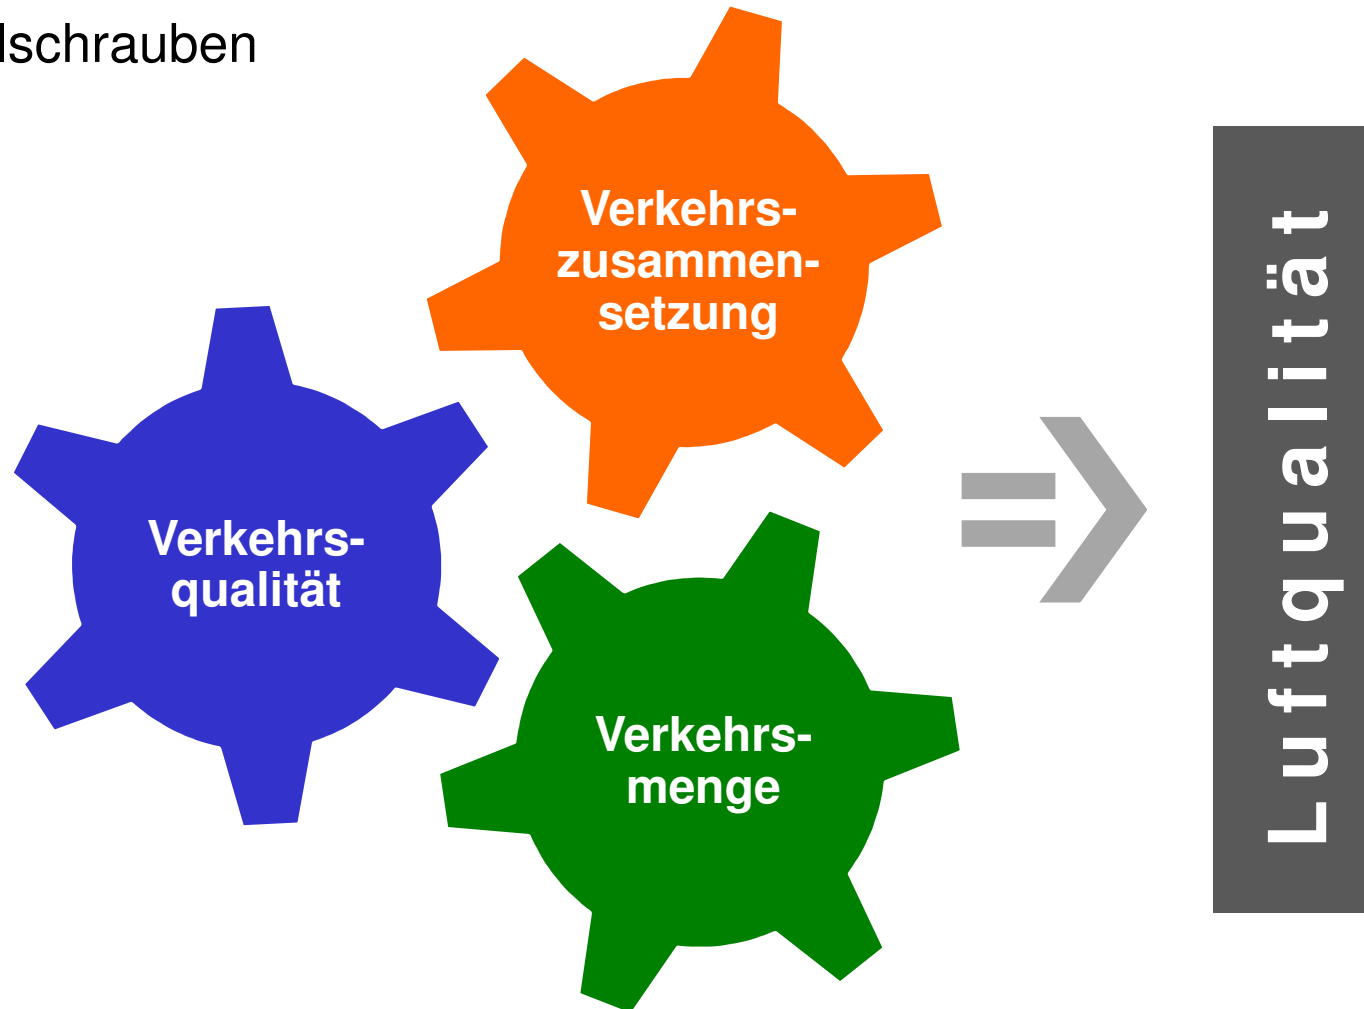 lschrauben
Verkehrs-
zusammen-
setzung
Verkehrs-
qualität
Verkehrs-
menge
Luftqualität